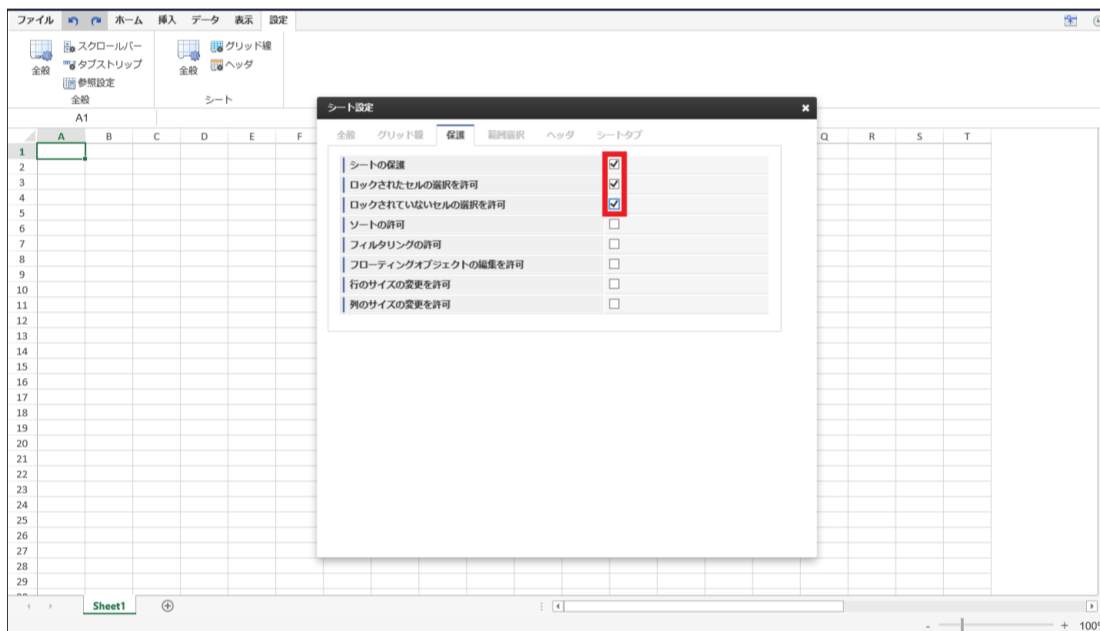 ファイル ホーム 挿入 データ 表示 設定
スクロールバー グリッド線
タブストリップ ヘッダ
全般 全般
参照設定
全般 シート
A1
シート設定
全般 グリッド線 保護 範囲選択 ヘッダ シートタブ
A B C D E F Q R S T
シートの保護
ロックされたセルの選択を許可
ロックされていないセルの選択を許可
ソートの許可
フィルタリングの許可
フローティングオブジェクトの編集を許可
行のサイズの変更を許可
列のサイズの変更を許可
1
2
3
4
5
6
7
8
9
10
11
12
13
14
15
16
17
18
19
20
21
22
23
24
25
26
27
28
29
Sheet1
- + 100%